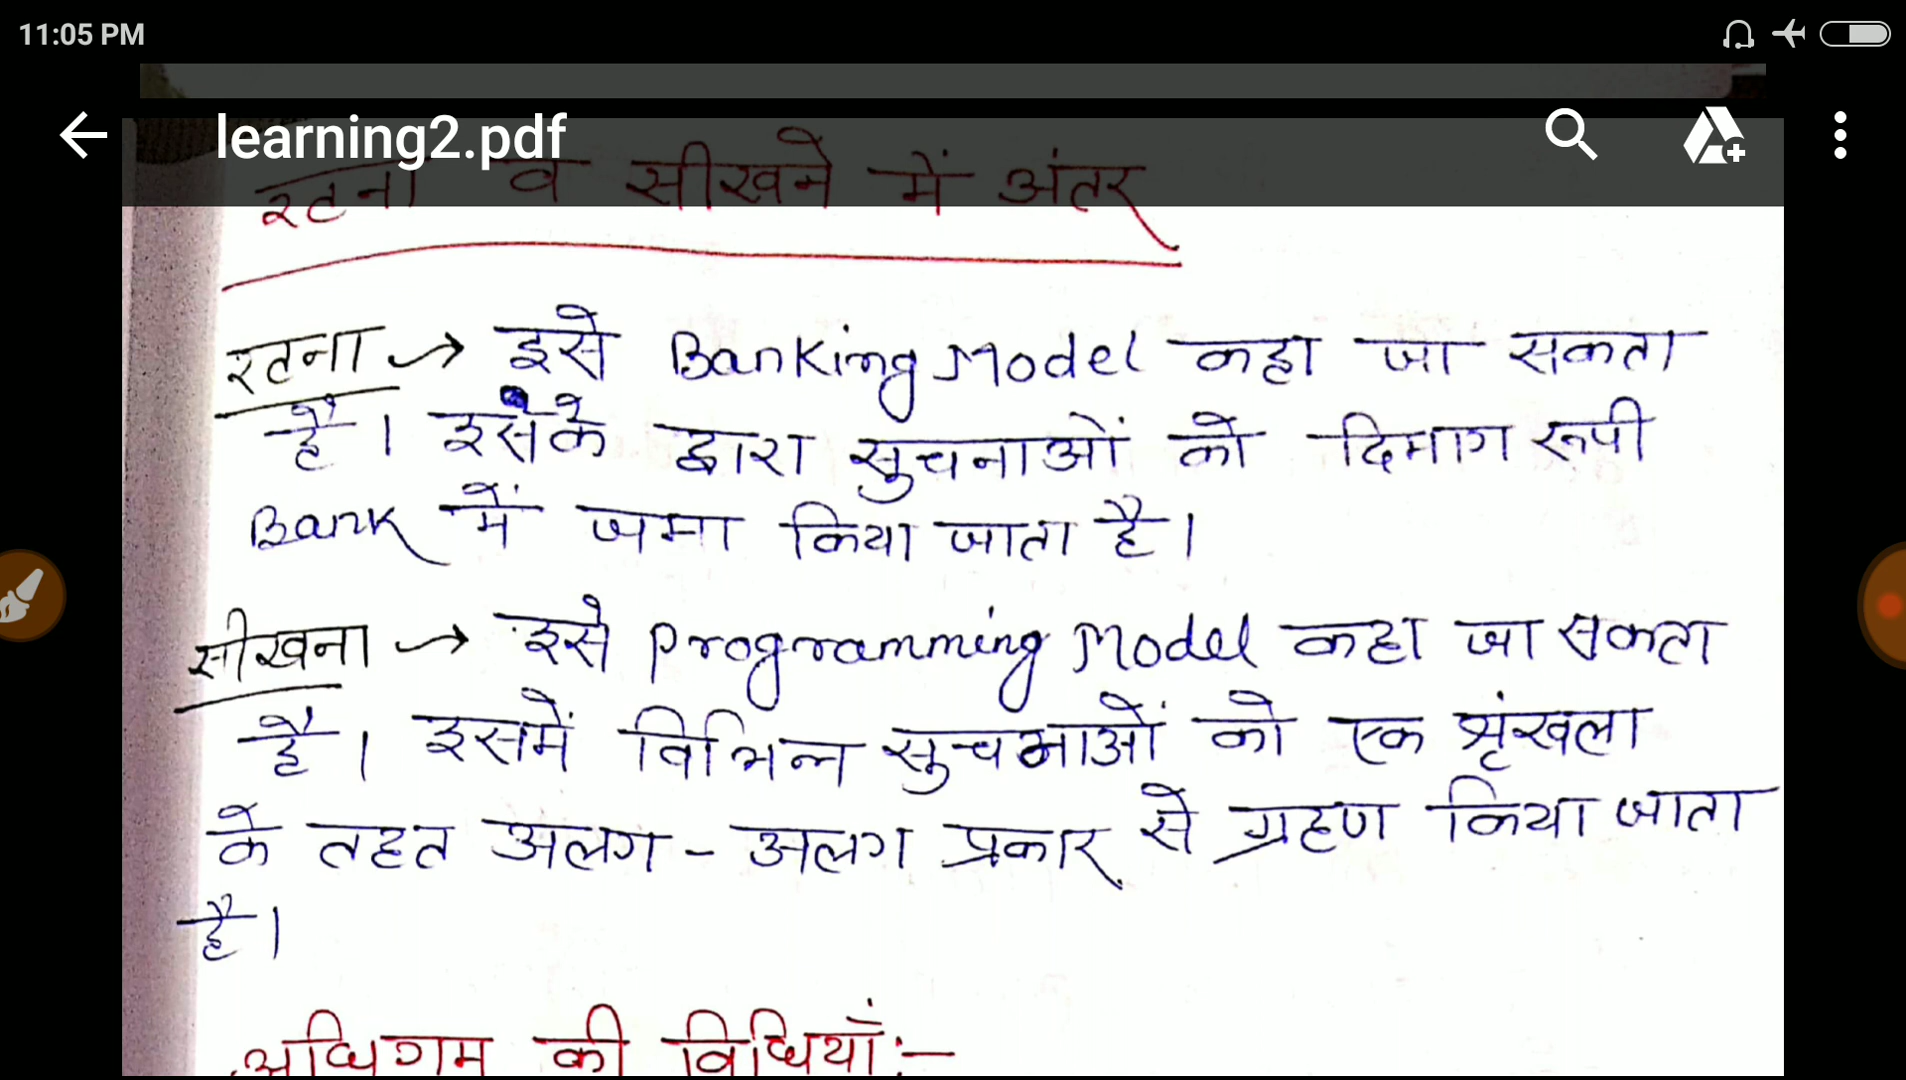 11:05 PM
learning2.pdf
रटना व सीखने में अंतर
रटना → इसे Banking Model कहा जा सकता
है। इसके द्वारा सुचनाओं को दिमाग रूपी
Bank में जमा किया जाता है।
सीखना → इसे Programming Model कहा जा सकता
है। इसमें विभिन्न सुचनाओं को एक श्रृंखला
के तहत अलग - अलग प्रकार से ग्रहण किया जाता
है।
अधिगम की विधियाँ:-